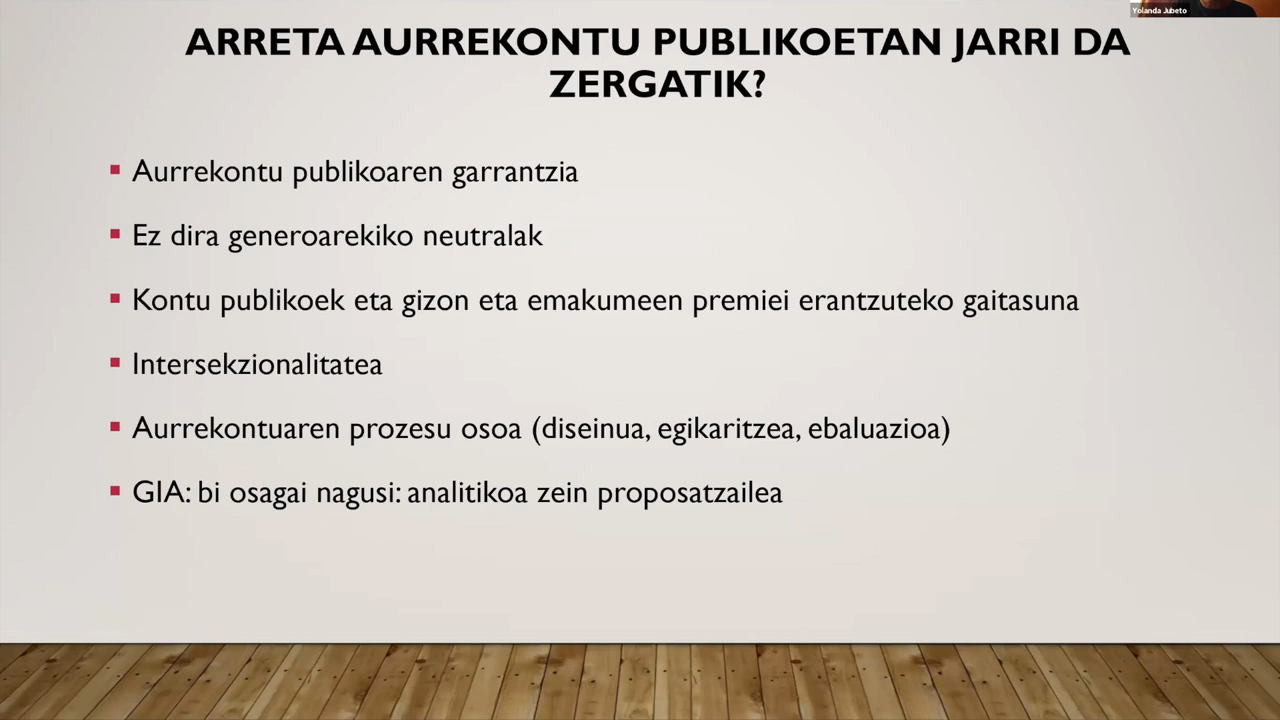 Yolanda Jubeto
ARRETA AURREKONTU PUBLIKOETAN JARRI DA
ZERGATIK?
Aurrekontu publikoaren garrantzia
Ez dira generoarekiko neutralak
Kontu publikoek eta gizon eta emakumeen premiei erantzuteko gaitasuna
Intersekzionalitatea
Aurrekontuaren prozesu osoa (diseinua, egikaritzea, ebaluazioa)
GIA: bi osagai nagusi: analitikoa zein proposatzailea